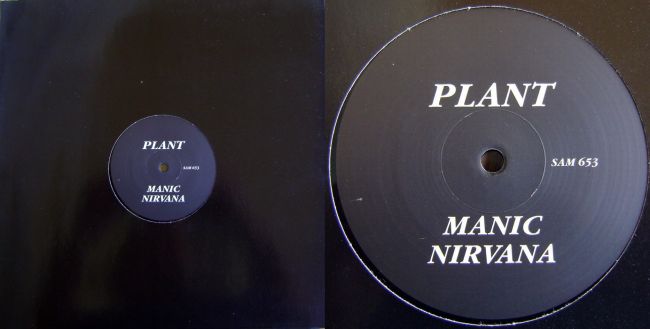 PLANT
SAM 653
MANIC
NIRVANA
PLANT
SAM 653
MANIC
NIRVANA